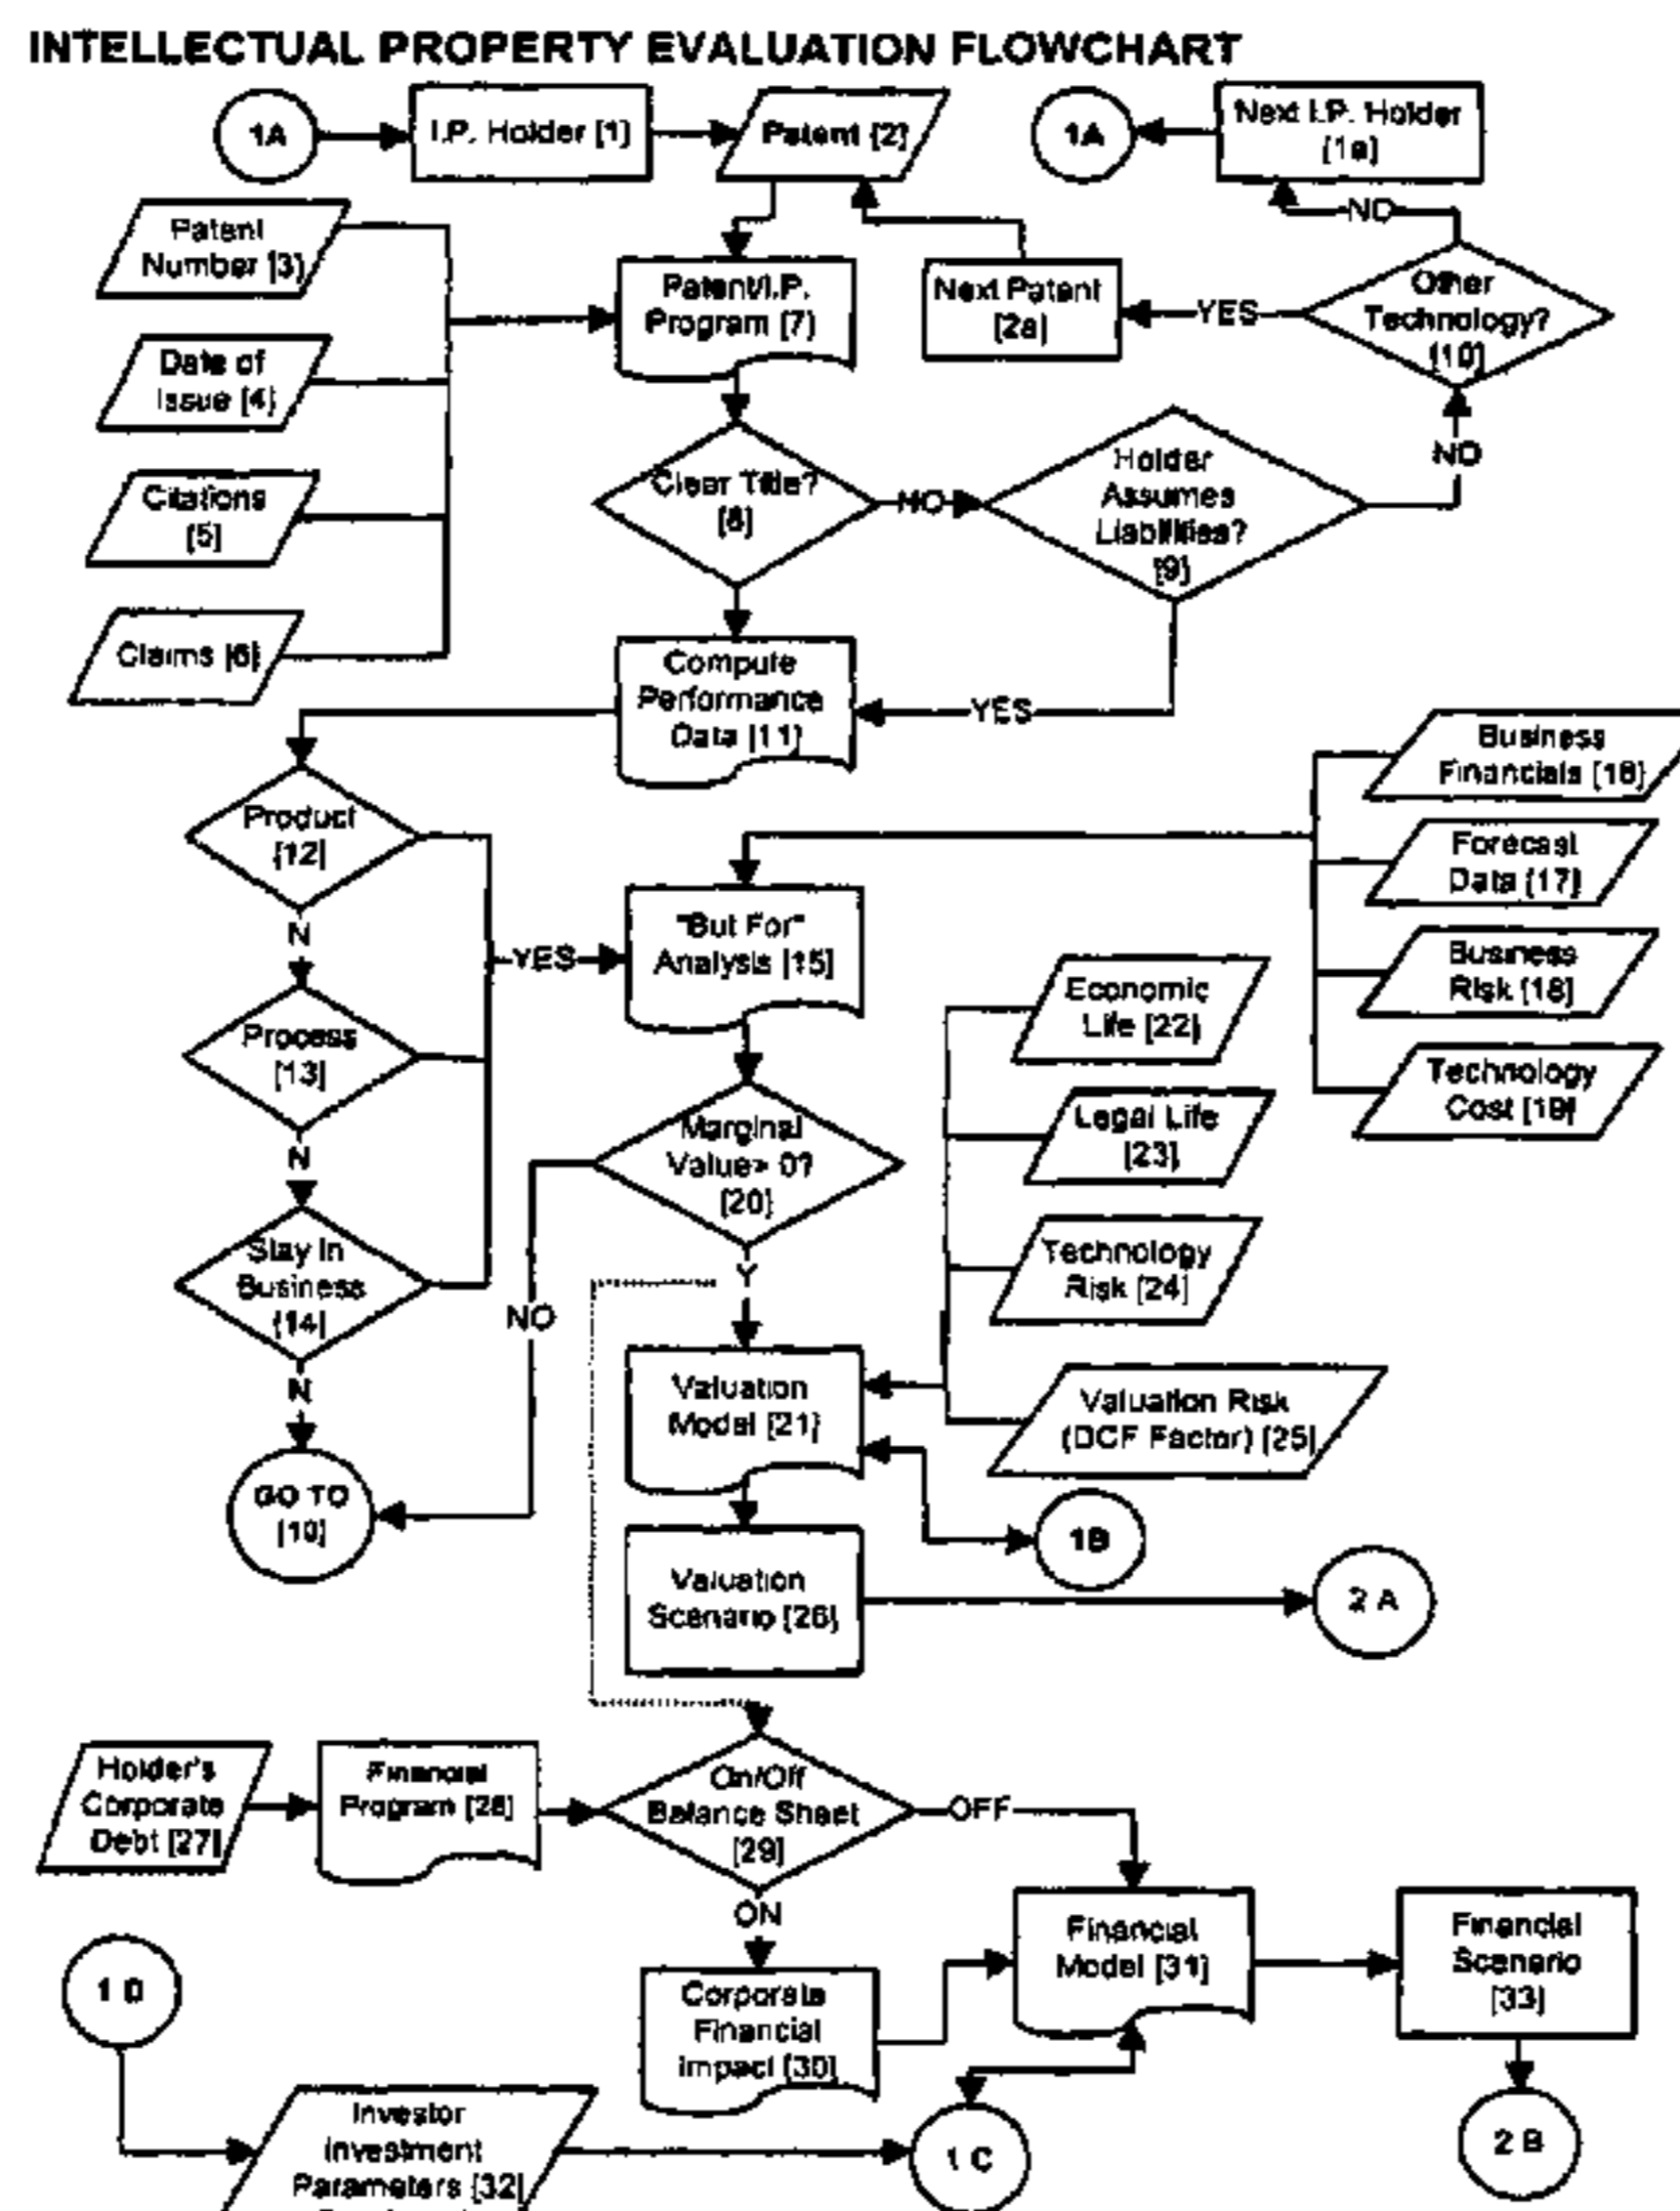 INTELLECTUAL PROPERTY EVALUATION FLOWCHART
1A
I.P. Holder [1]
Patent [2]
1A
Next I.P. Holder
[1a]
NO
Patent
Number [3]
Patent/I.P.
Program [7]
Next Patent
[2a]
YES
Other
Technology?
[10]
Date of
Issue [4]
NO
Citations
[5]
Clear Title?
[8]
NO
Holder
Assumes
Liabilities?
[9]
Claims [6]
Compute
Performance
Data [11]
YES
Business
Financials [16]
Product
[12]
Forecast
Data [17]
N
"But For"
Analysis [15]
YES
Business
Risk [18]
Economic
Life [22]
Process
[13]
Technology
Cost [19]
Legal Life
[23]
N
Marginal
Value> 0?
[20]
Stay In
Business
[14]
Technology
Risk [24]
Y
NO
N
Valuation
Model [21]
Valuation Risk
(DCF Factor) [25]
GO TO
[10]
1B
Valuation
Scenario [26]
2 A
Holder's
Corporate
Debt [27]
Financial
Program [28]
On/Off
Balance Sheet
[29]
OFF
ON
Financial
Model [31]
Financial
Scenario
[33]
1 D
Corporate
Financial
Impact [30]
Investor
Investment
Parameters [32]
1 C
2 B